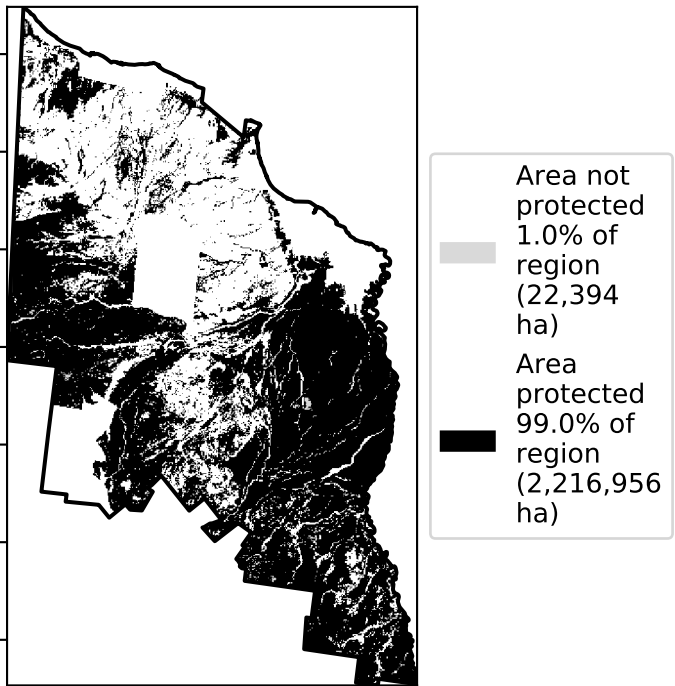 Area not
protected
1.0% of
region
(22,394
ha)
Area
protected
99.0% of
region
(2,216,956
ha)